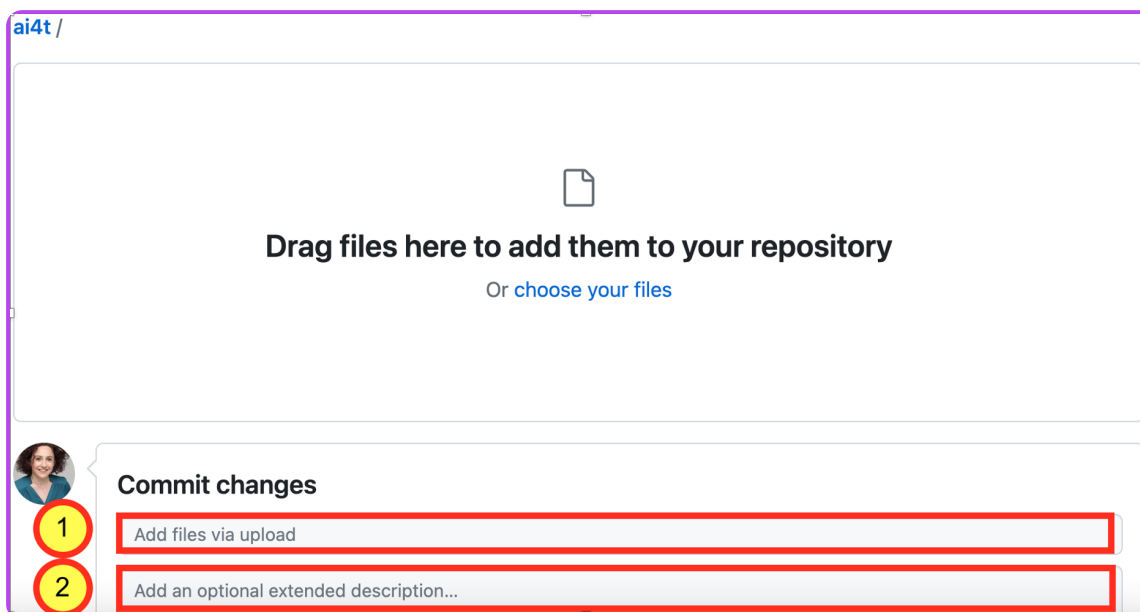 ai4t /
Drag files here to add them to your repository
Or choose your files
Commit changes
1
Add files via upload
2
Add an optional extended description...